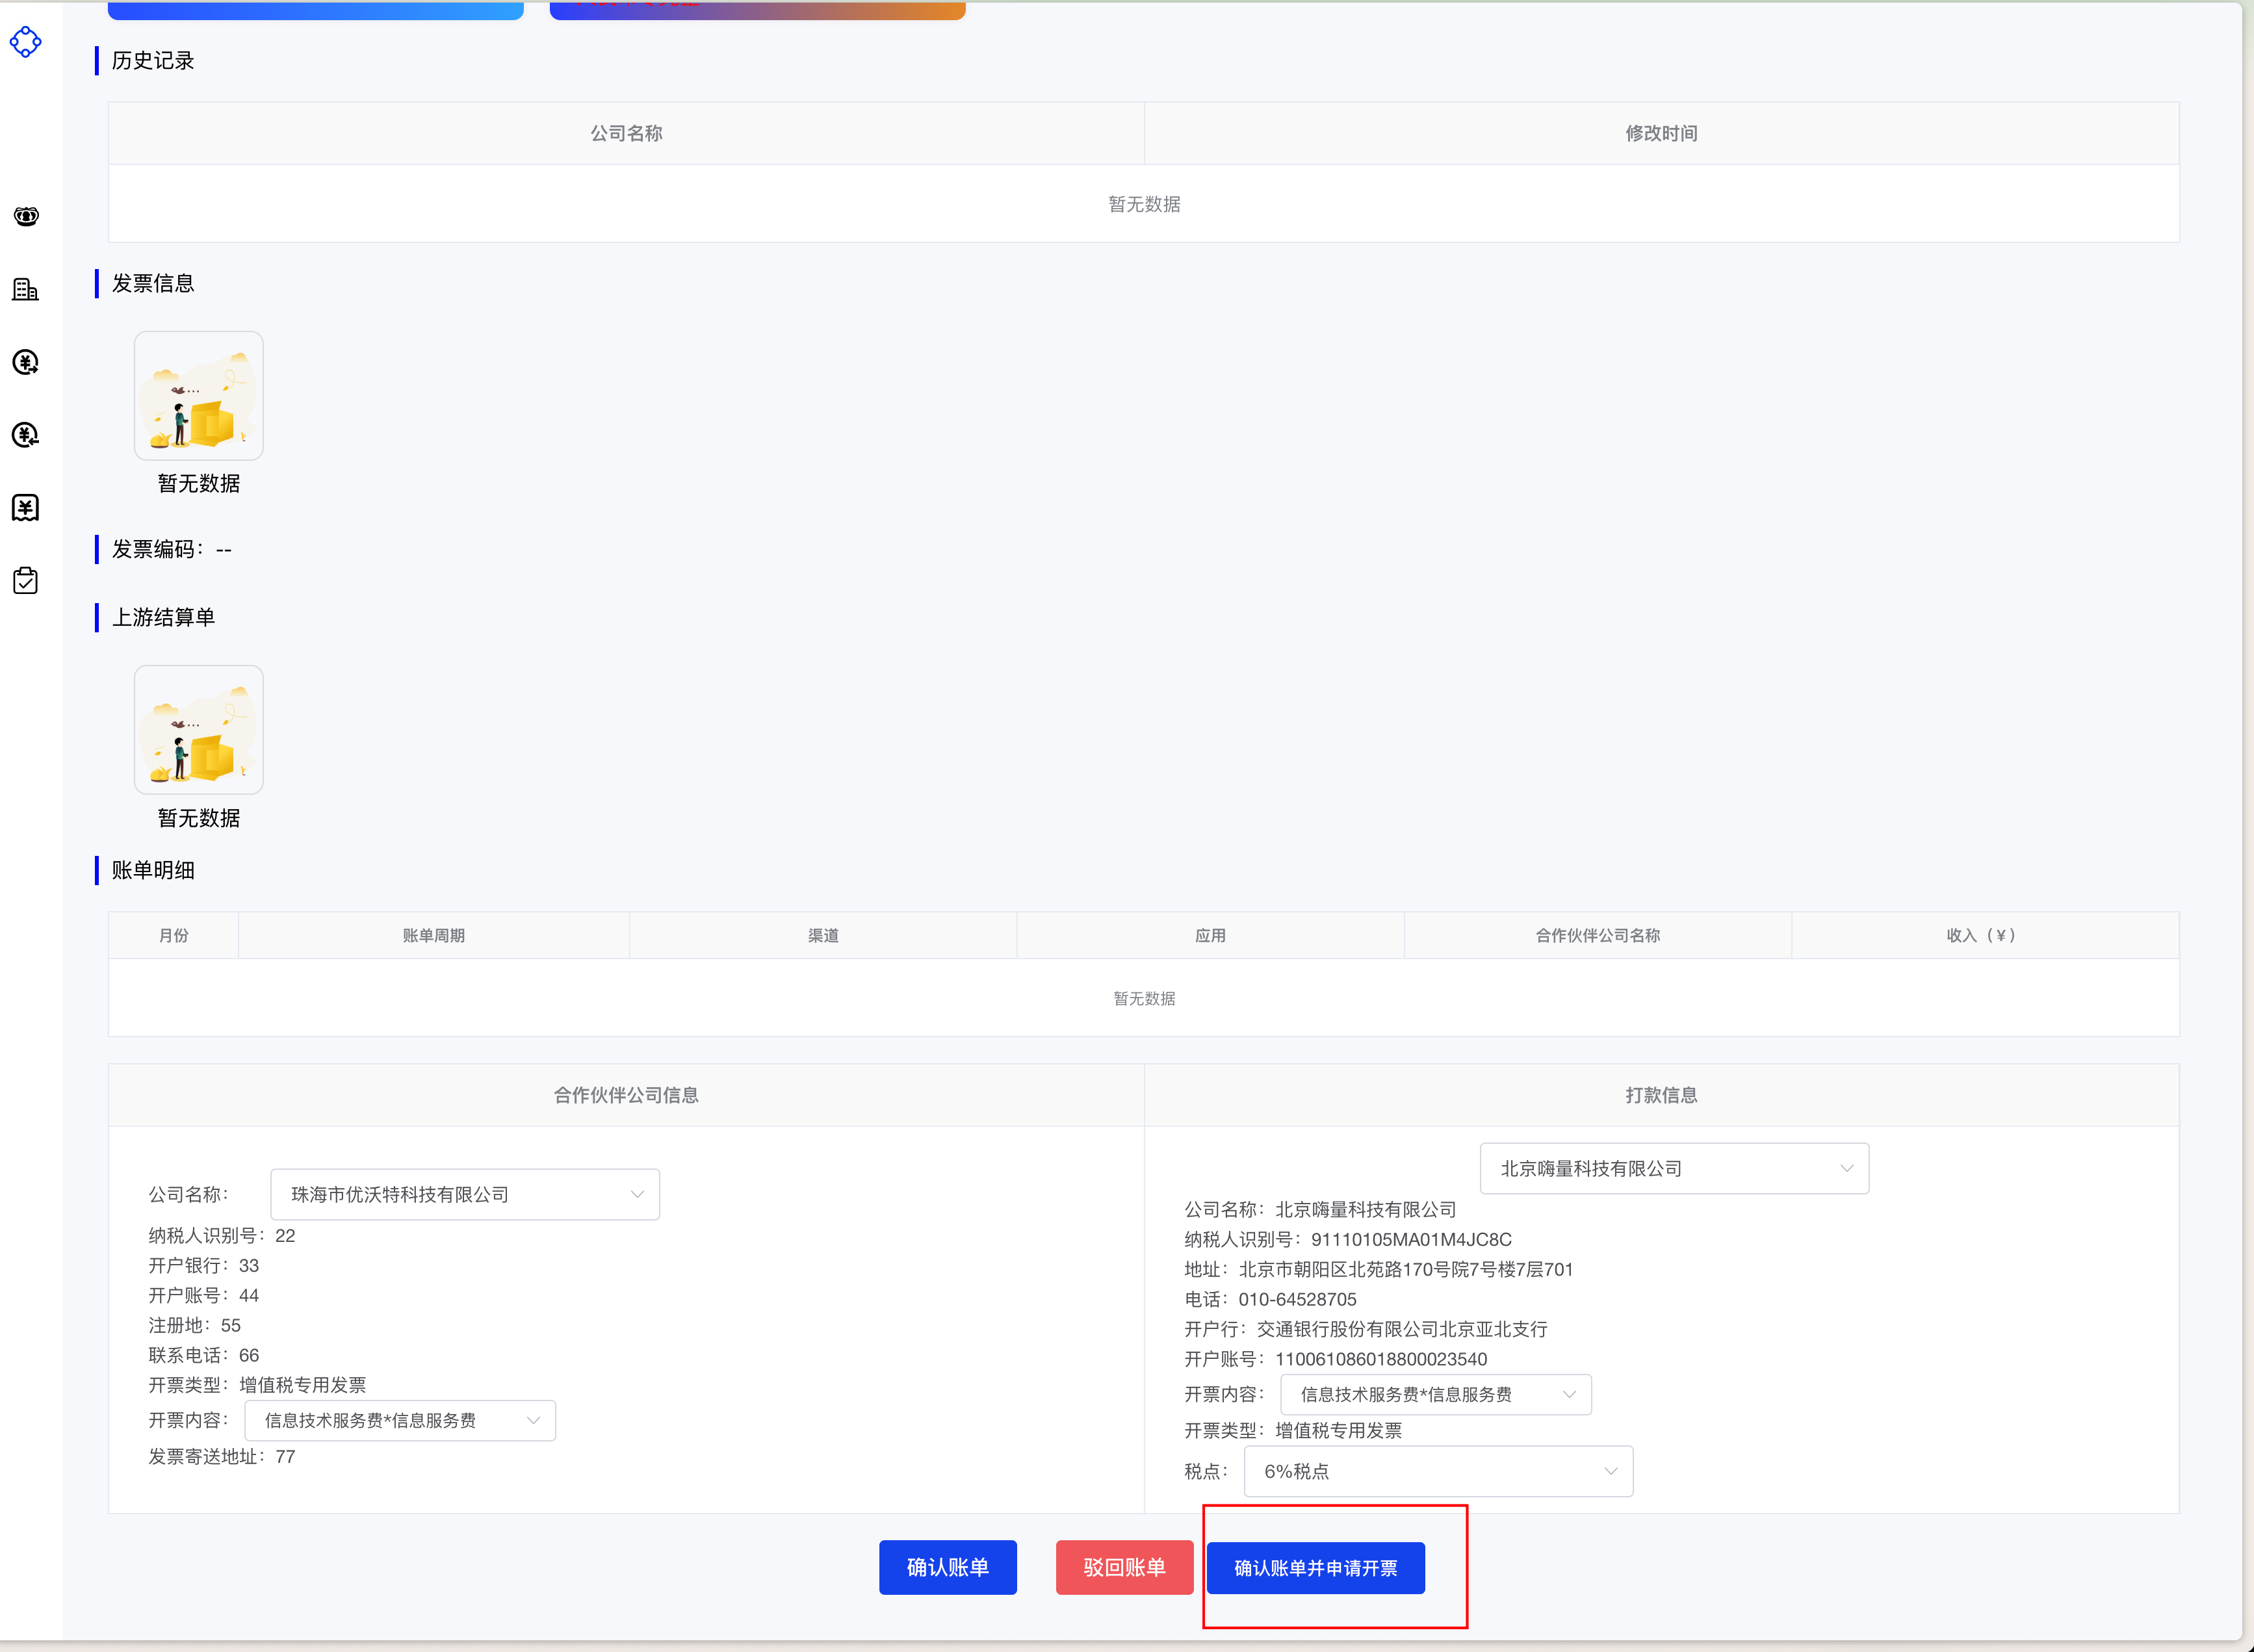 历史记录
公司名称 修改时间
暂无数据
发票信息
暂无数据
发票编码：--
上游结算单
暂无数据
账单明细
月份 账单周期 渠道 应用 合作伙伴公司名称 收入（¥）
暂无数据
合作伙伴公司信息 打款信息
公司名称： 珠海市优沃特科技有限公司
纳税人识别号：22
开户银行：33
开户账号：44
注册地：55
联系电话：66
开票类型：增值税专用发票
开票内容： 信息技术服务费*信息服务费
发票寄送地址：77
北京嗨量科技有限公司
公司名称：北京嗨量科技有限公司
纳税人识别号：91110105MA01M4JC8C
地址：北京市朝阳区北苑路170号院7号楼7层701
电话：010-64528705
开户行：交通银行股份有限公司北京亚北支行
开户账号：110061086018800023540
开票内容： 信息技术服务费*信息服务费
开票类型：增值税专用发票
税点： 6%税点
确认账单 驳回账单 确认账单并申请开票